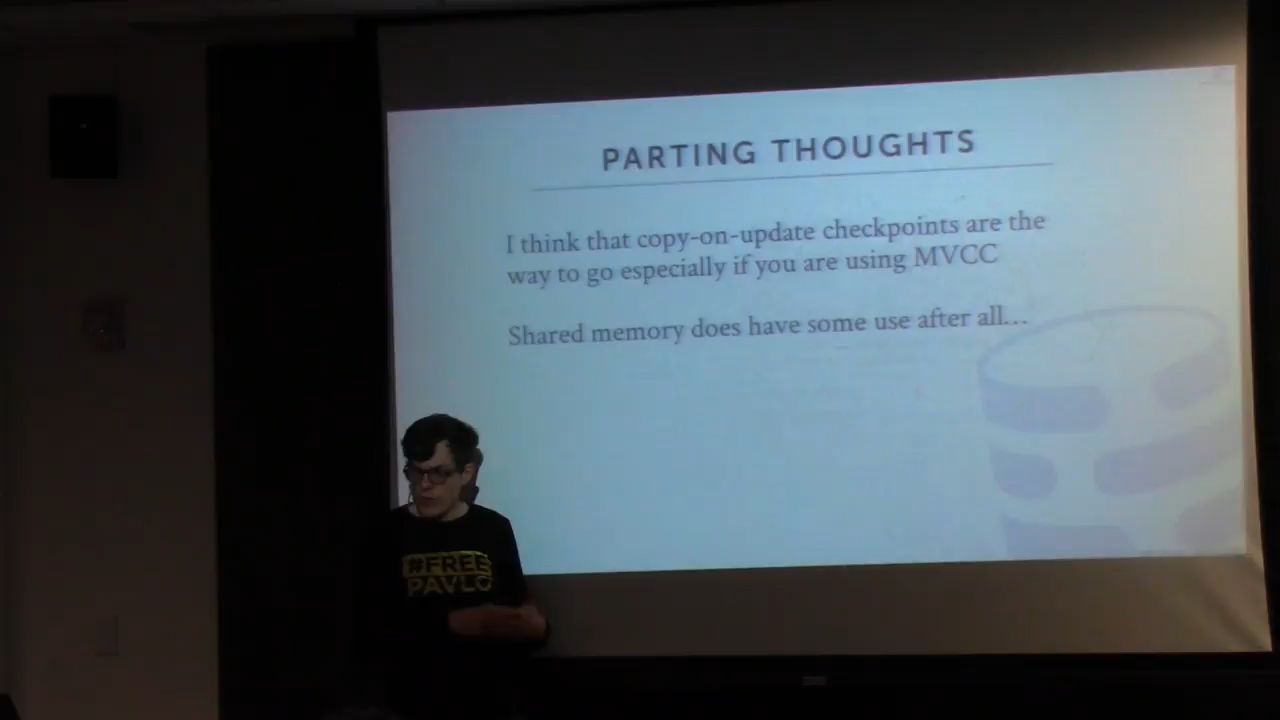 PARTING THOUGHTS
I think that copy-on-update checkpoints are the
way to go especially if you are using MVCC
Shared memory does have some use after all...
#FREE
PAVLO